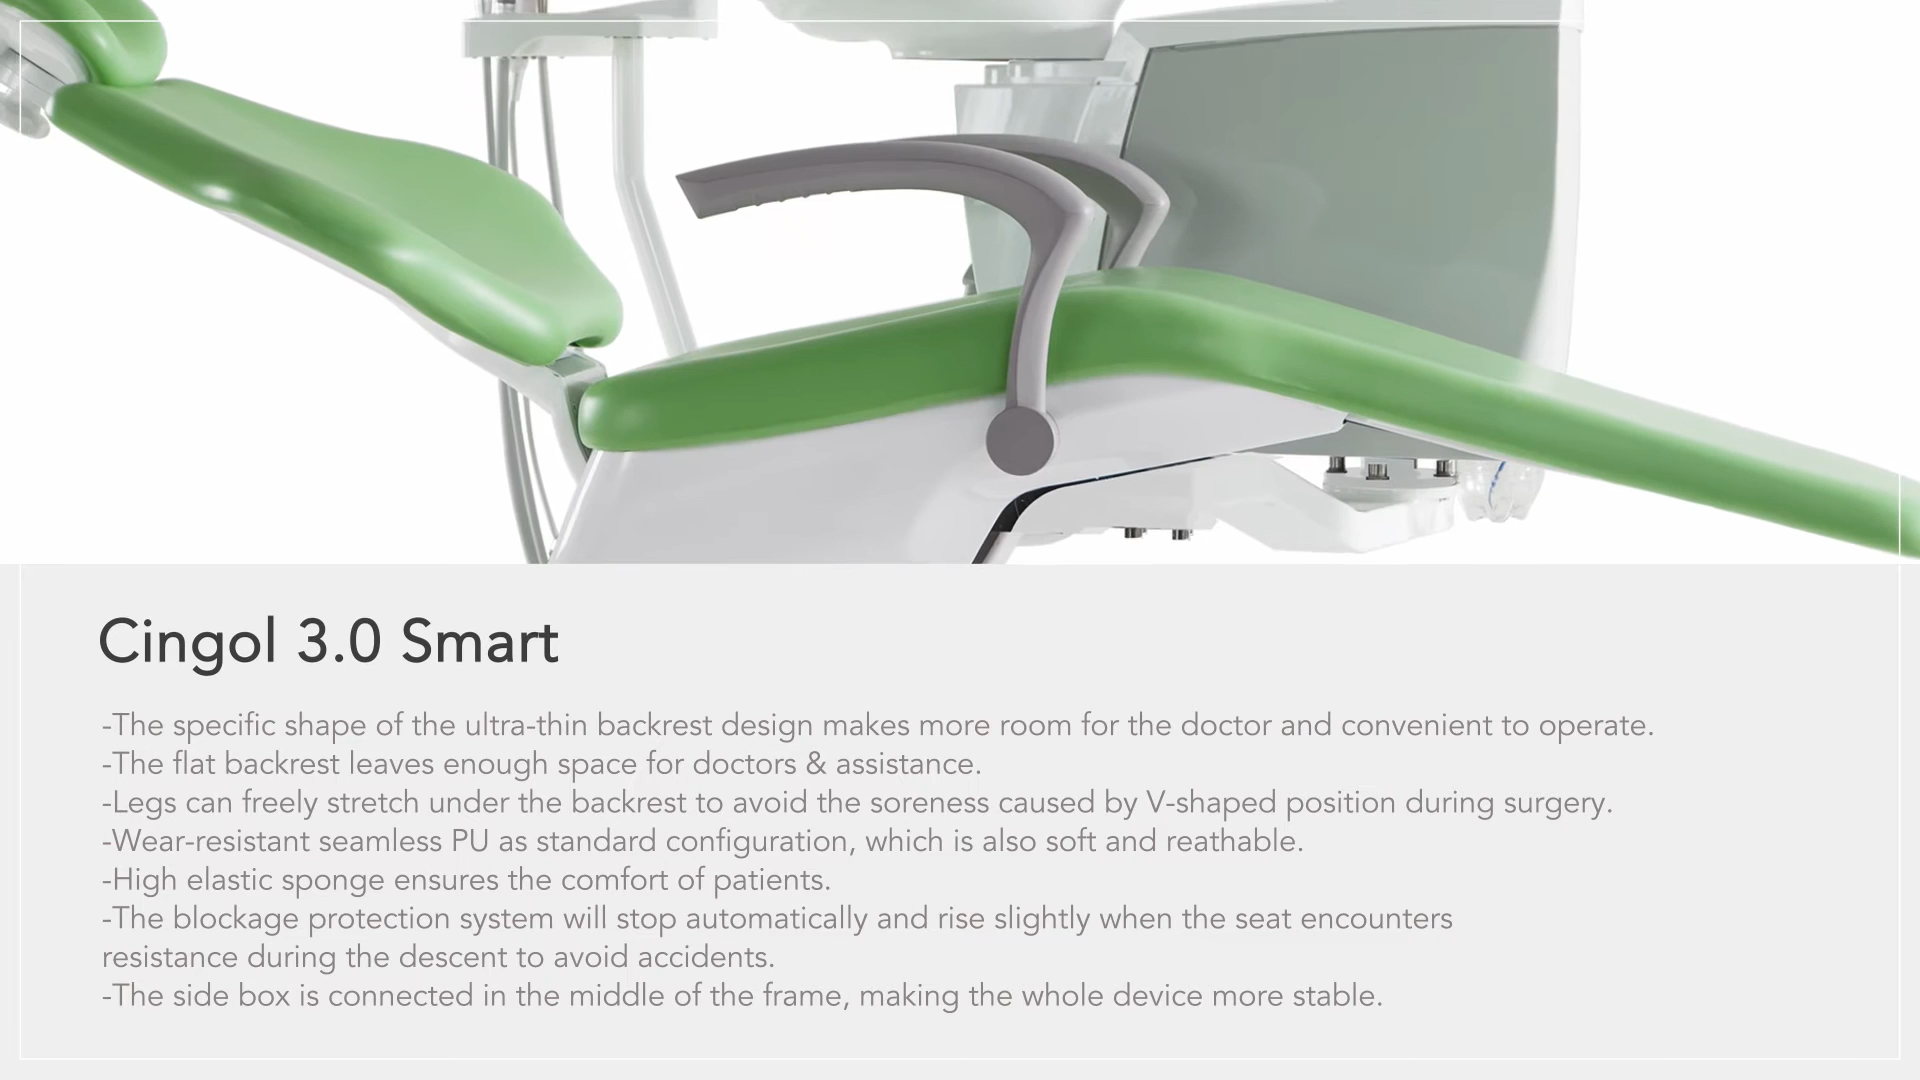 Cingol 3.0 Smart
-The specific shape of the ultra-thin backrest design makes more room for the doctor and convenient to operate.
-The flat backrest leaves enough space for doctors & assistance.
-Legs can freely stretch under the backrest to avoid the soreness caused by V-shaped position during surgery.
-Wear-resistant seamless PU as standard configuration, which is also soft and reathable.
-High elastic sponge ensures the comfort of patients.
-The blockage protection system will stop automatically and rise slightly when the seat encounters
resistance during the descent to avoid accidents.
-The side box is connected in the middle of the frame, making the whole device more stable.